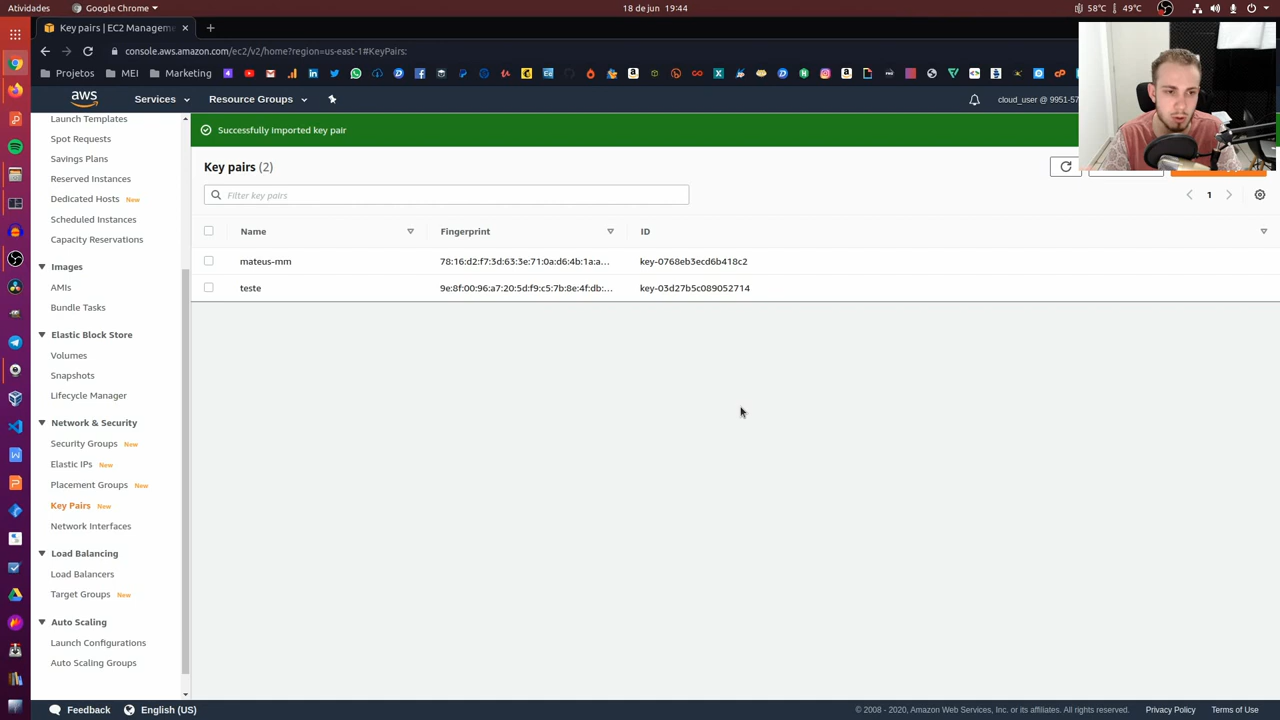 Atividades
Google Chrome
18 de jun 19:44
58°C
49°C
Key pairs | EC2 Managem
console.aws.amazon.com/ec2/v2/home?region=us-east-1#KeyPairs:
Projetos
MEI
Marketing
aws
Services
Resource Groups
cloud_user @ 9951-57
Launch Templates
Spot Requests
Savings Plans
Reserved Instances
Dedicated Hosts New
Scheduled Instances
Capacity Reservations
Images
AMIs
Bundle Tasks
Elastic Block Store
Volumes
Snapshots
Lifecycle Manager
Network & Security
Security Groups New
Elastic IPs New
Placement Groups New
Key Pairs New
Network Interfaces
Load Balancing
Load Balancers
Target Groups New
Auto Scaling
Launch Configurations
Auto Scaling Groups
Successfully imported key pair
Key pairs (2)
Filter key pairs
1
Name
Fingerprint
ID
mateus-mm
78:16:d2:f7:3d:63:3e:71:0a:d6:4b:1a:a...
key-0768eb3ecd6b418c2
teste
9e:8f:00:96:a7:20:5d:f9:c5:7b:8e:4f:db:...
key-03d27b5c089052714
Feedback
English (US)
© 2008 - 2020, Amazon Web Services, Inc. or its affiliates. All rights reserved.
Privacy Policy
Terms of Use